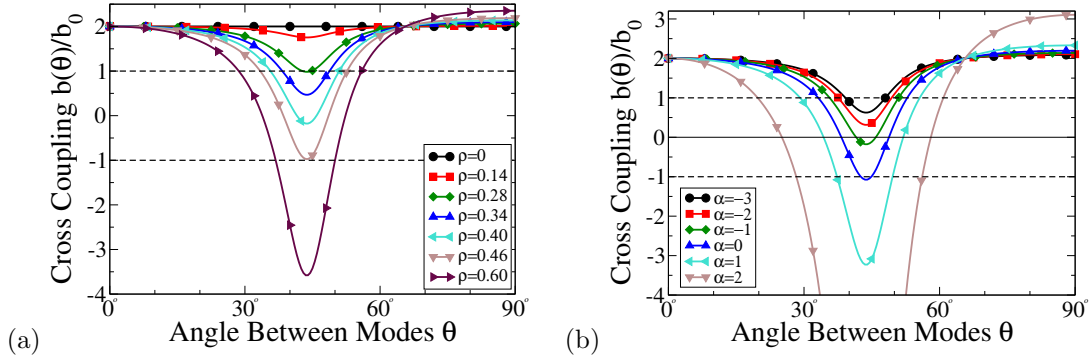 Cross Coupling b(θ)/b₀
2
1
0
-1
-2
-3
-4
0°
30°
60°
90°
ρ=0
ρ=0.14
ρ=0.28
ρ=0.34
ρ=0.40
ρ=0.46
ρ=0.60
(a)
Angle Between Modes θ
Cross Coupling b(θ)/b₀
3
2
1
0
-1
-2
-3
-4
0°
30°
60°
90°
α=−3
α=−2
α=−1
α=0
α=1
α=2
(b)
Angle Between Modes θ